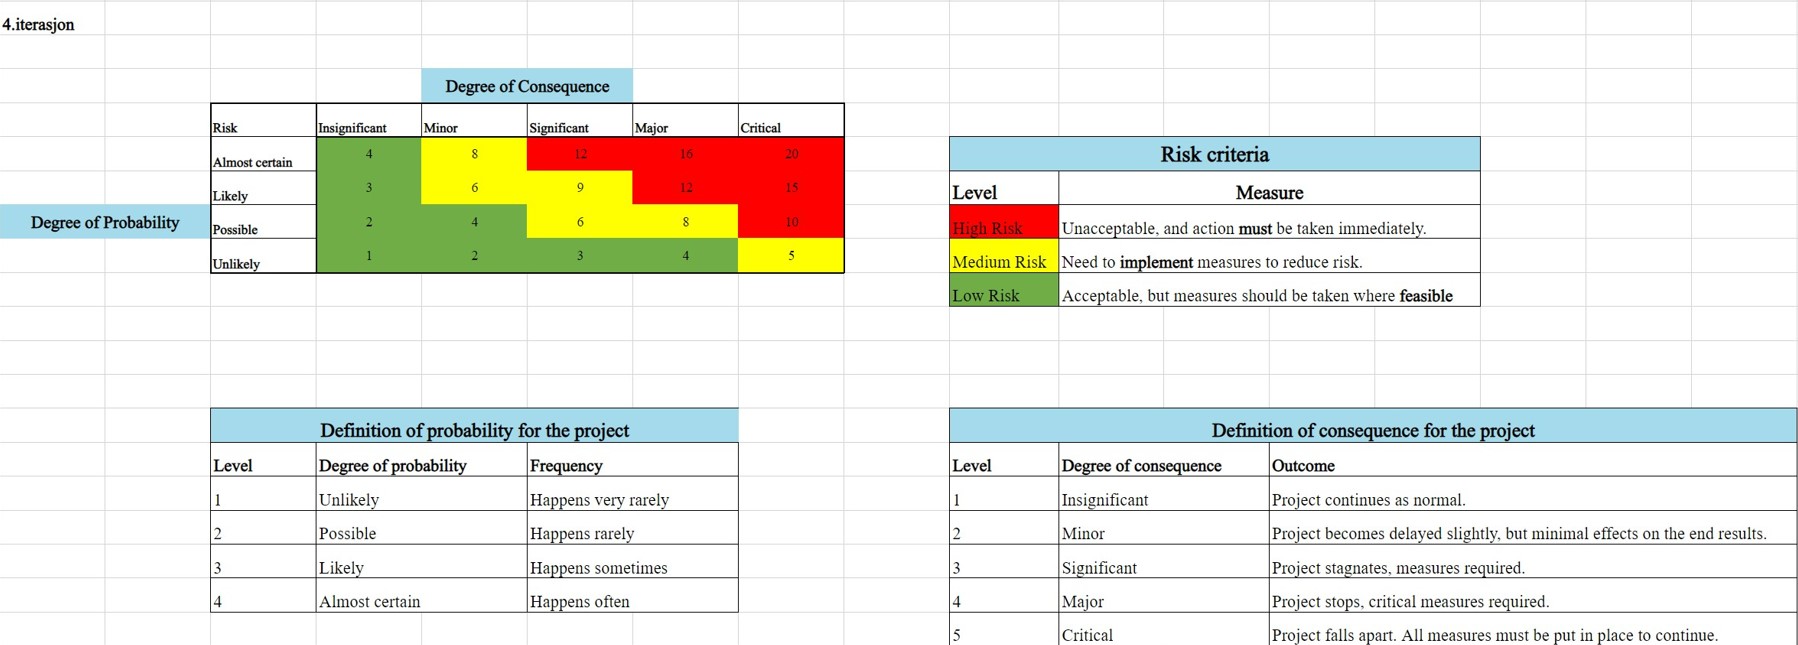 4.iterasjon
Degree of Consequence
Risk Insignificant Minor Significant Major Critical
Almost certain 4 8 12 16 20
Likely 3 6 9 12 15
Degree of Probability
Possible 2 4 6 8 10
Unlikely 1 2 3 4 5
Risk criteria
Level Measure
High Risk Unacceptable, and action must be taken immediately.
Medium Risk Need to implement measures to reduce risk.
Low Risk Acceptable, but measures should be taken where feasible
Definition of probability for the project
Level Degree of probability Frequency
1 Unlikely Happens very rarely
2 Possible Happens rarely
3 Likely Happens sometimes
4 Almost certain Happens often
Definition of consequence for the project
Level Degree of consequence Outcome
1 Insignificant Project continues as normal.
2 Minor Project becomes delayed slightly, but minimal effects on the end results.
3 Significant Project stagnates, measures required.
4 Major Project stops, critical measures required.
5 Critical Project falls apart. All measures must be put in place to continue.